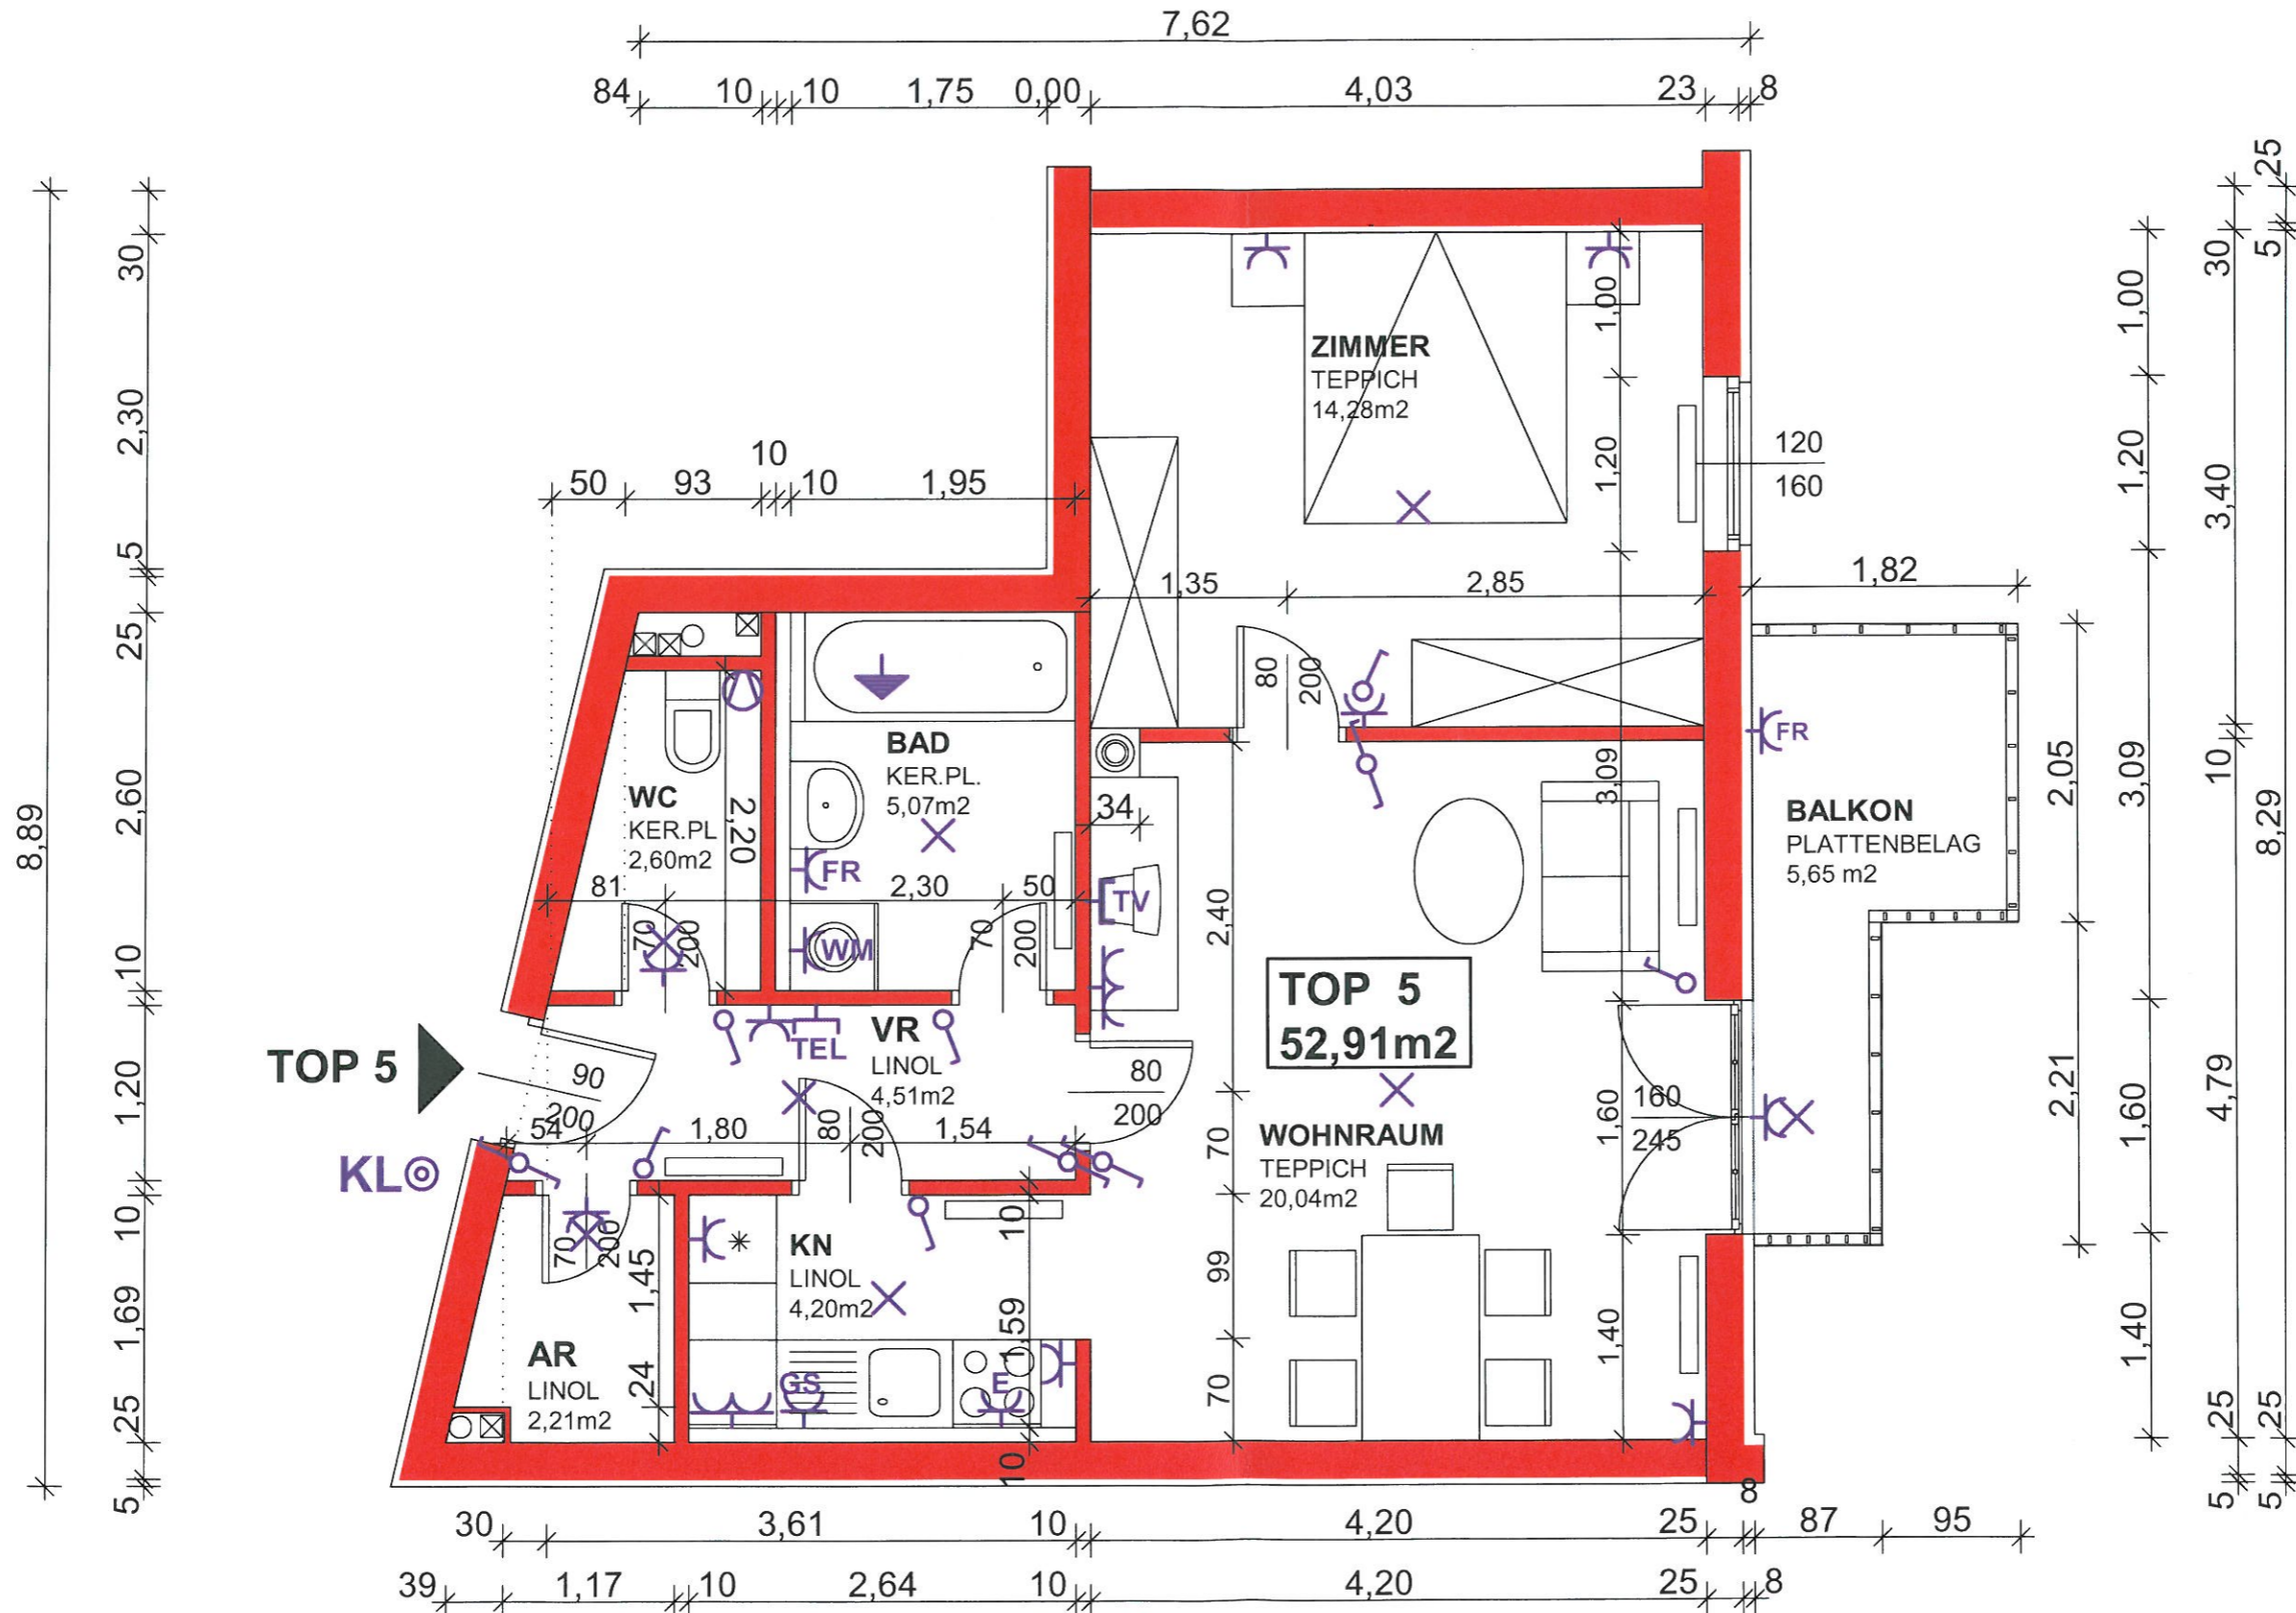 7,62
84 10 10 1,75 0,00 4,03 23 8
25
5
30
2,30
5
25
2,60
10
1,20
10
1,69
25
5
8,89
50 93 10 10 1,95
ZIMMER
TEPPICH
14,28m2
1,00
1,20
120
160
1,35 2,85
80
200
1,82
1,00
1,20
3,09
1,60
1,40
30
3,40
10
4,79
25
5
8,29
25
5
2,05
2,21
BAD
KER.PL.
5,07m2
WC
KER.PL
2,60m2
2,20
FR
WM
81 2,30 50
70
200
70
200
34
TV
2,40
3,09
FR
BALKON
PLATTENBELAG
5,65 m2
TOP 5
52,91m2
TOP 5
90
200
TEL
VR
LINOL
4,51m2
80
200
54 1,80 1,54
80
200
KL
70
WOHNRAUM
TEPPICH
20,04m2
1,60
160
245
70
200
1,45
24
KN
LINOL
4,20m2
10
1,59
10
99
70
1,40
AR
LINOL
2,21m2
GS
E
8
30 3,61 10 4,20 25 87 95
39 1,17 10 2,64 10 4,20 25 8